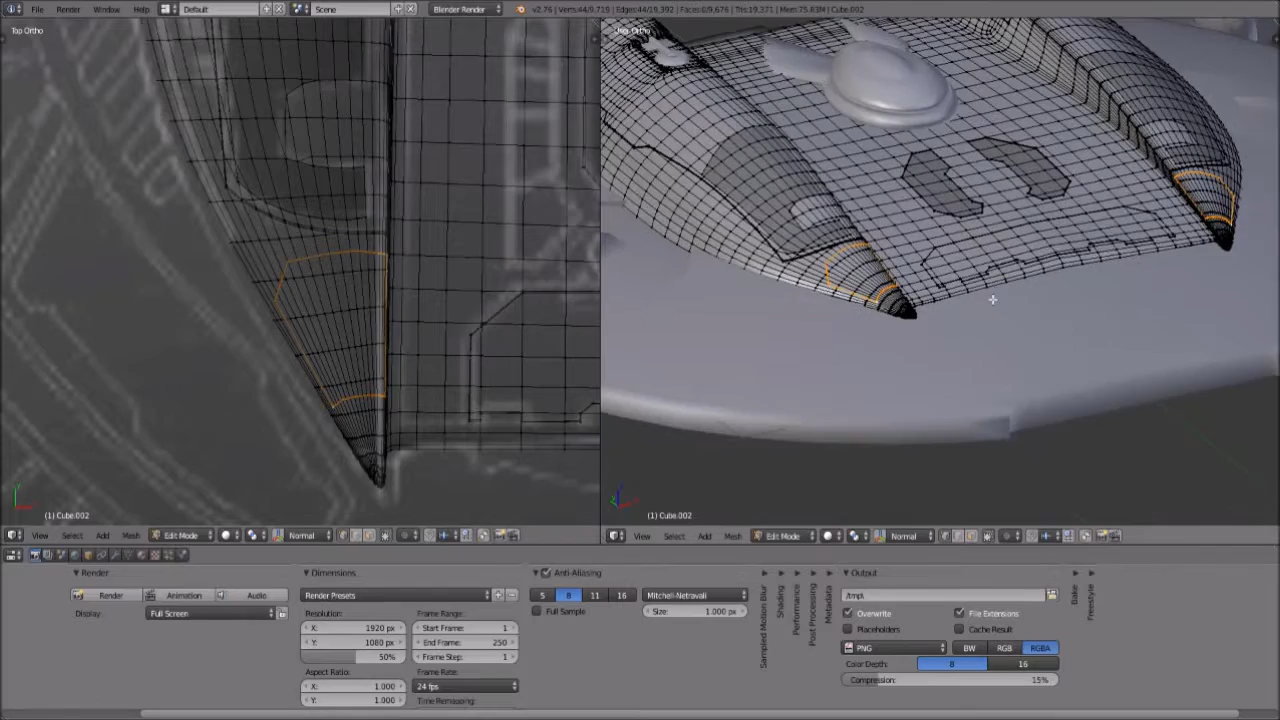 File Render Window Help Default Scene Blender Render v2.76 | Verts:44/9,719 | Edges:44/19,392 | Faces:0/9,676 | Tris:19,371 | Mem:75.83M | Cube.002
Top Ortho
User Ortho
(1) Cube.002
(1) Cube.002
View Select Add Mesh Edit Mode Normal
View Select Add Mesh Edit Mode Normal
Render
Render Animation Audio
Display: Full Screen
Dimensions
Render Presets
Resolution: Frame Range:
X: 1920 px Start Frame: 1
Y: 1080 px End Frame: 250
50% Frame Step: 1
Aspect Ratio: Frame Rate:
X: 1.000 24 fps
Y: 1.000 Time Remapping:
Anti-Aliasing
5 8 11 16 Mitchell-Netravali
Full Sample Size: 1.000 px
Sampled Motion Blur
Shading
Performance
Post Processing
Metadata
Output
/tmp\
Overwrite File Extensions
Placeholders Cache Result
PNG BW RGB RGBA
Color Depth: 8 16
Compression: 15%
Bake
Freestyle